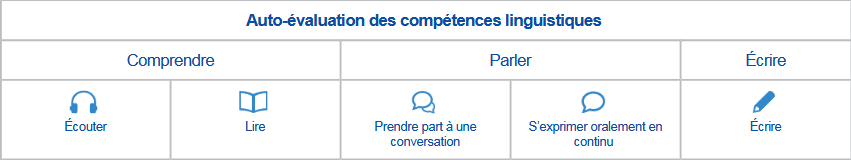 Auto-évaluation des compétences linguistiques
Comprendre
Parler
Écrire
Écouter
Lire
Prendre part à une
conversation
S'exprimer oralement en
continu
Écrire